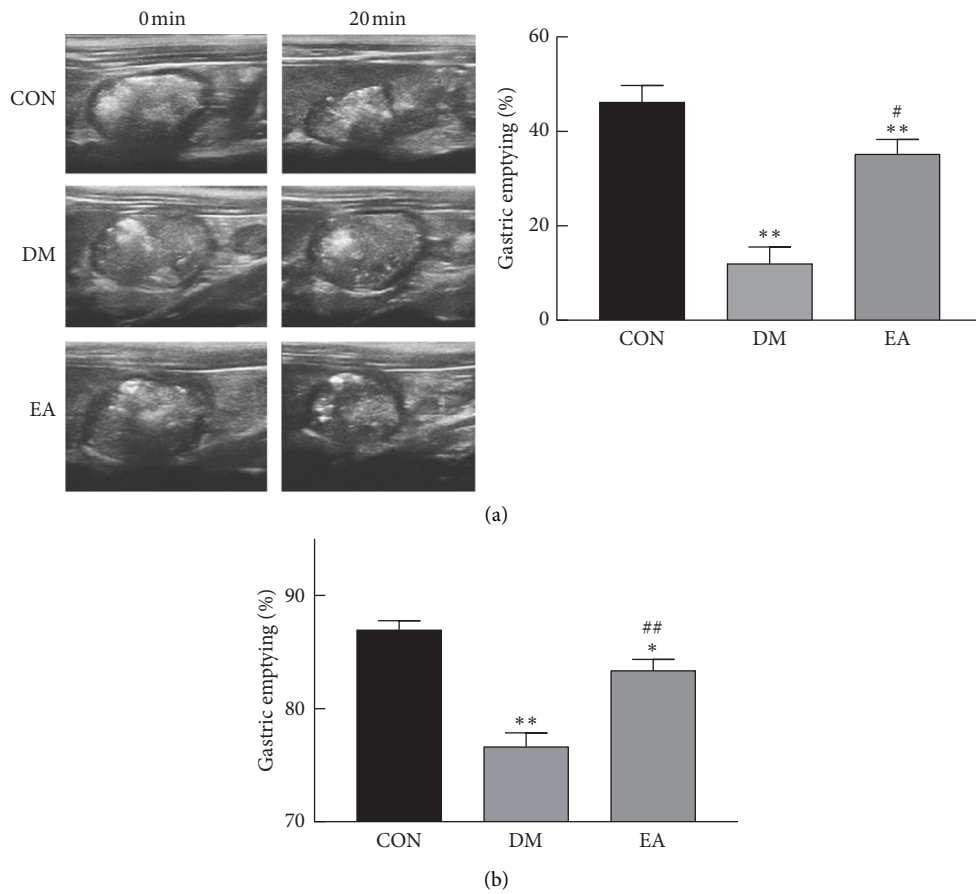 0 min
20 min
CON
DM
EA
Gastric emptying (%)
60
40
20
0
**
#
**
CON
DM
EA
(a)
Gastric emptying (%)
90
80
70
**
##
*
CON
DM
EA
(b)